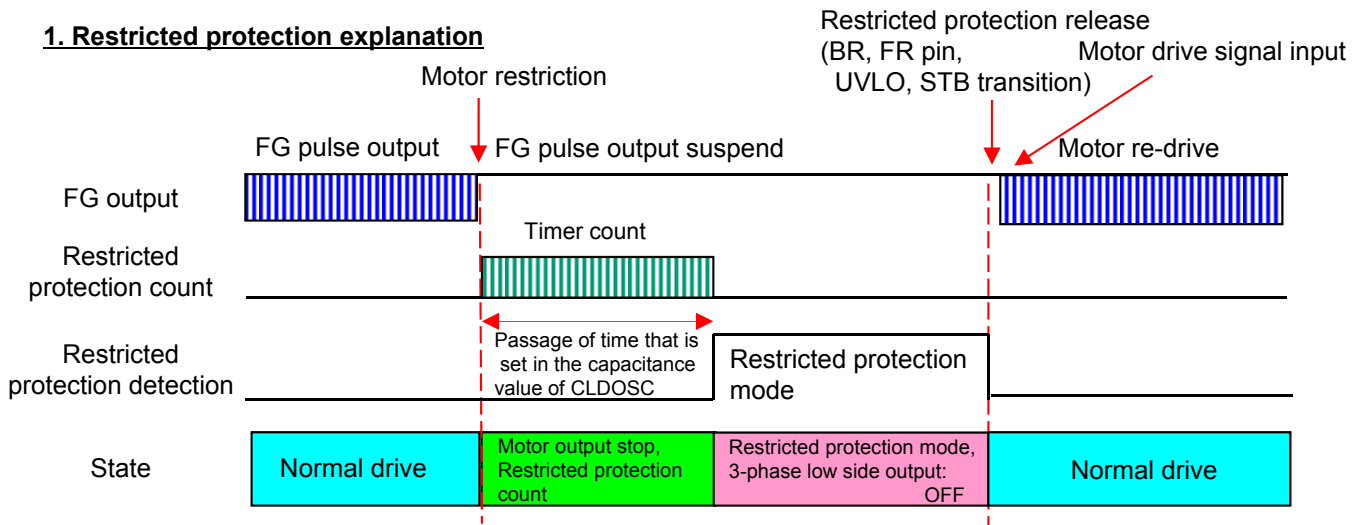 1. Restricted protection explanation
Restricted protection release
(BR, FR pin,
UVLO, STB transition)
Motor drive signal input
Motor restriction
FG pulse output
FG pulse output suspend
Motor re-drive
FG output
Timer count
Restricted
protection count
Passage of time that is
set in the capacitance
value of CLDOSC
Restricted
protection detection
Restricted protection
mode
State
Normal drive
Motor output stop,
Restricted protection
count
Restricted protection mode,
3-phase low side output:
OFF
Normal drive